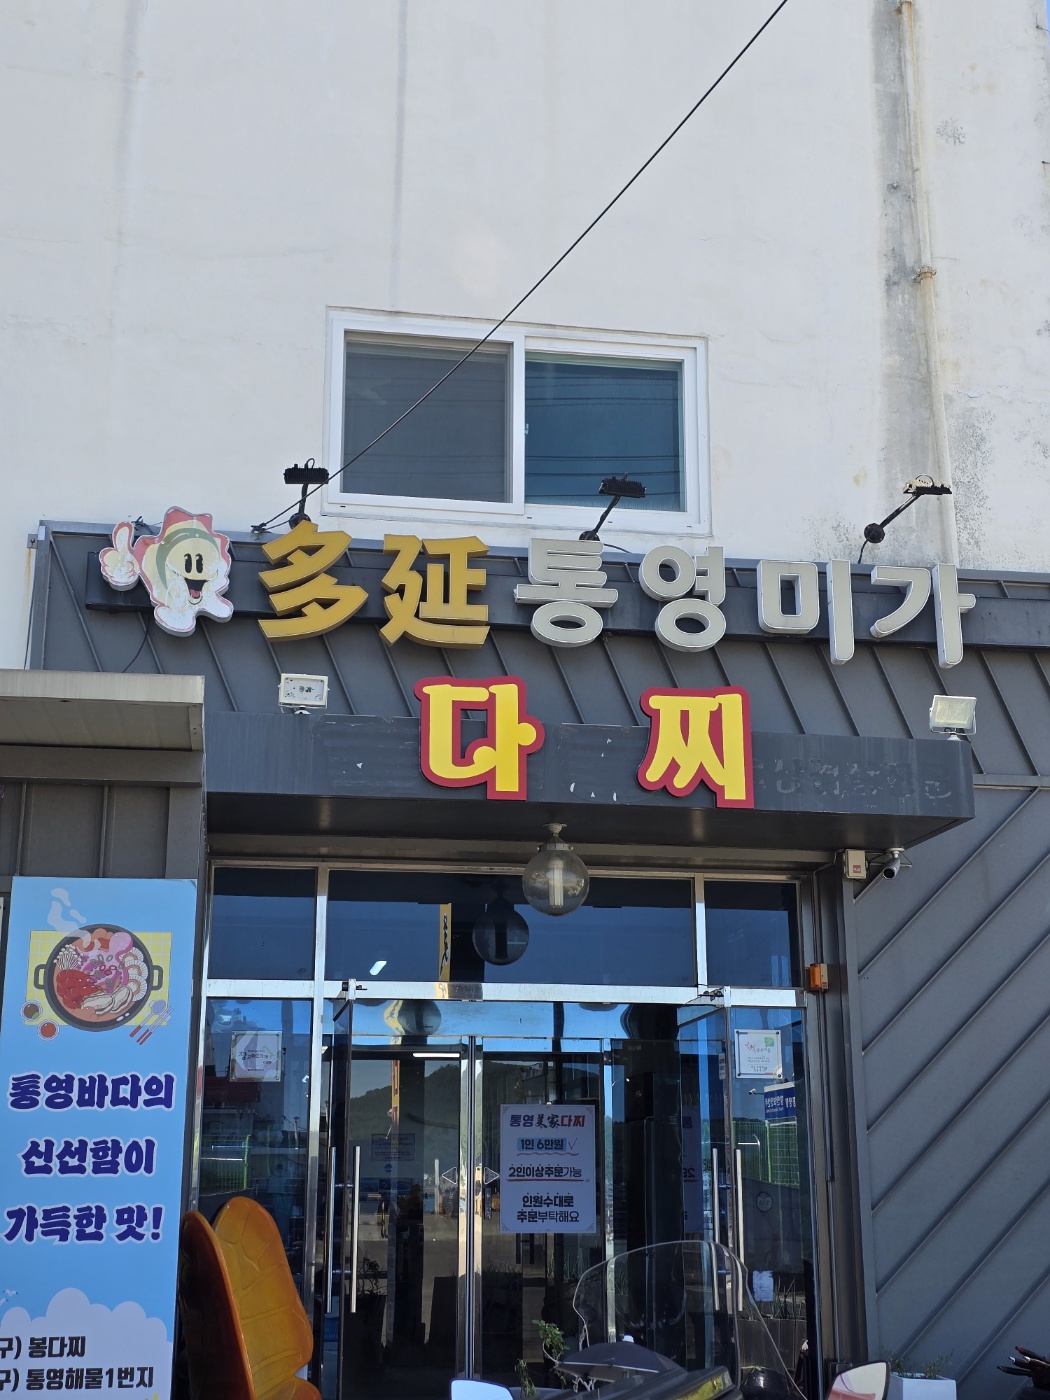 多延통영미가
다찌
통영바다의
신선함이
가득한 맛!
구) 봉다찌
구) 통영해물1번지
통영美家다찌
1인 6만원
2인이상주문가능
인원수대로
주문부탁해요